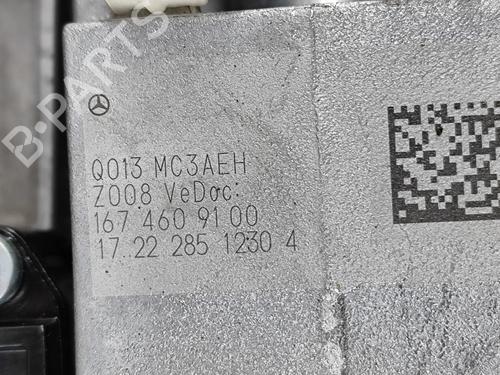 B-PARTS
Q013 MC3AEH
Z008 VeDoc:
167 460 91 00
17.22 285 1230 4